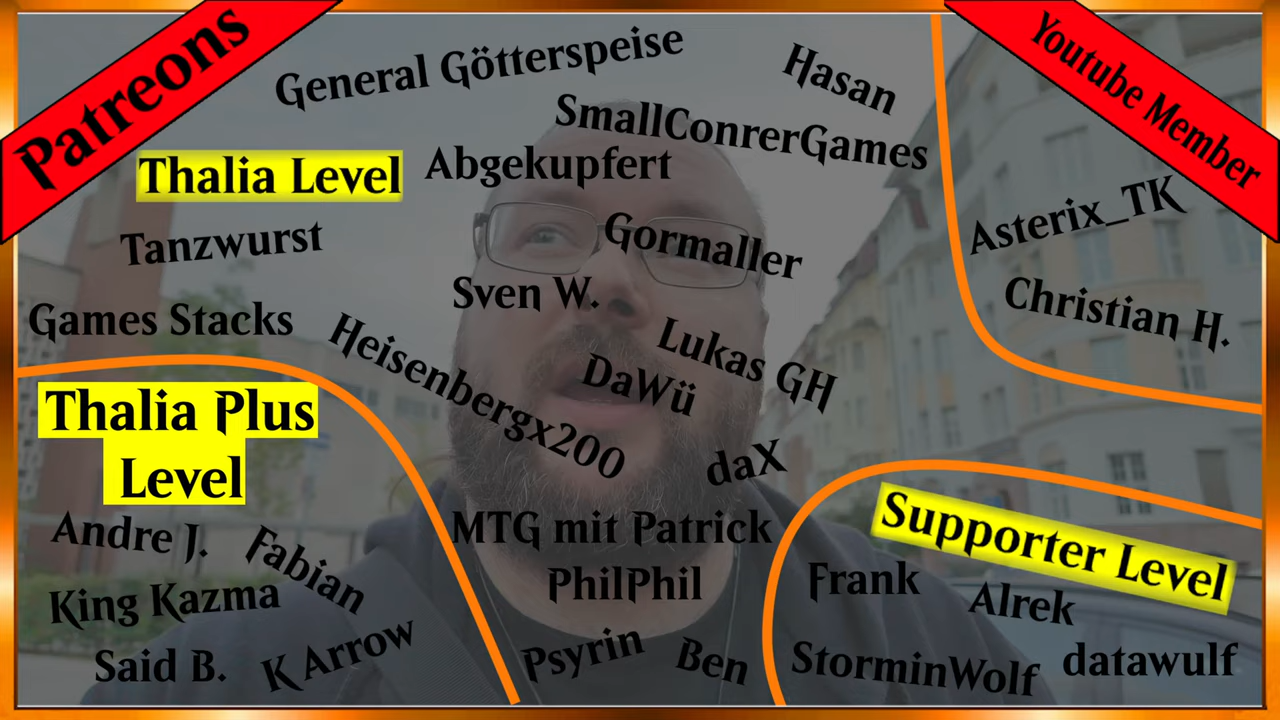 Patreons
Youtube Member
General Götterspeise
Hasan
SmallConrerGames
Thalia Level
Abgekupfert
Tanzwurst
Gormaller
Asterix_TK
Sven W.
Christian H.
Games Stacks
Heisenbergx200
Lukas GH
DaWü
daX
Thalia Plus
Level
MTG mit Patrick
Supporter Level
Andre J.
Fabian
PhilPhil
Frank
Alrek
King Kazma
Said B.
K Arrow
Psyrin
Ben
StorminWolf
datawulf